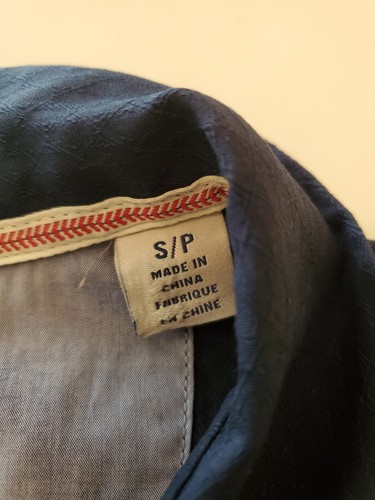 S/P
MADE IN
CHINA
FABRIQUE
EN CHINE